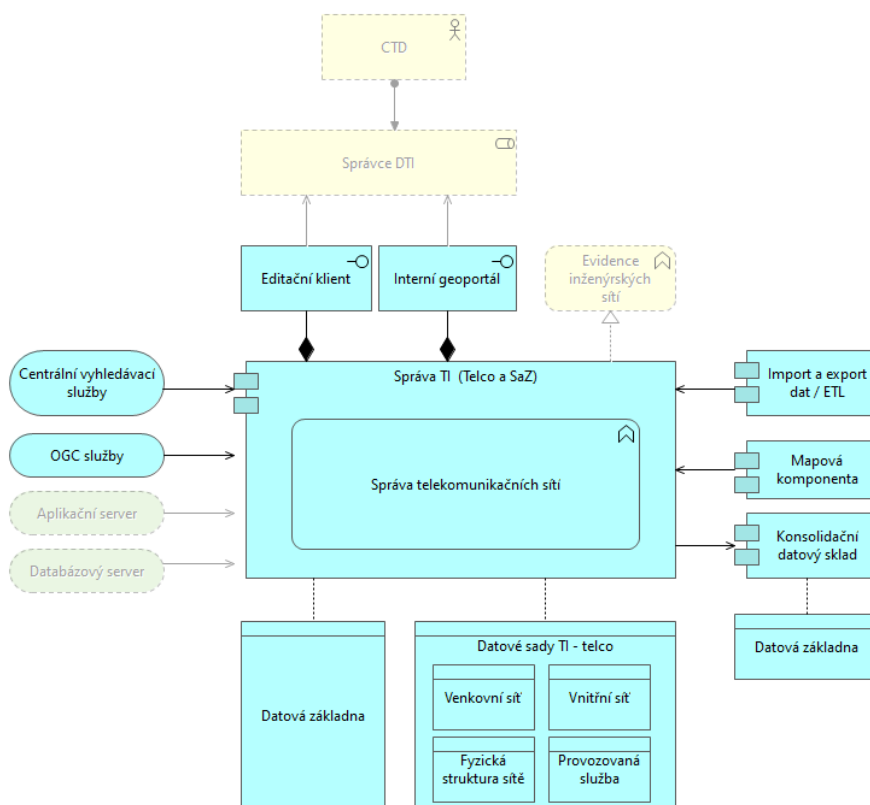 CTD
Správce DTI
Editační klient
Interní geoportál
Evidence
inženýrských
sítí
Centrální vyhledávací
služby
Správa TI (Telco a SaZ)
Import a export
dat / ETL
OGC služby
Správa telekomunikačních sítí
Mapová
komponenta
Aplikační server
Konsolidační
datový sklad
Databázový server
Datová základna
Datové sady TI - telco
Datová základna
Venkovní síť
Vnitřní síť
Fyzická
struktura sítě
Provozovaná
služba